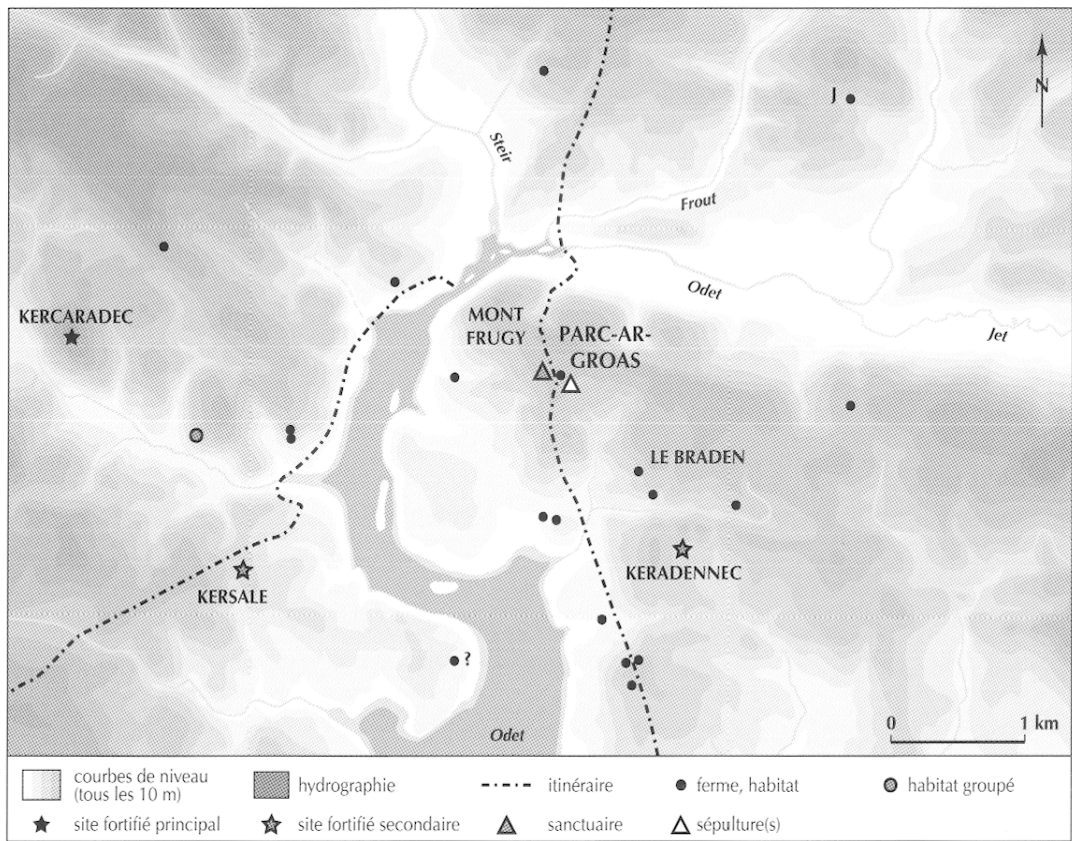 N
J
Steir
Frout
Odet
Jet
KERCARADEC
MONT
FRUGY
PARC-AR-
GROAS
LE BRADEN
KERADENNEC
KERSALE
?
Odet
0 1 km
courbes de niveau
(tous les 10 m)
hydrographie
itinéraire
ferme, habitat
habitat groupé
site fortifié principal
site fortifié secondaire
sanctuaire
sépulture(s)